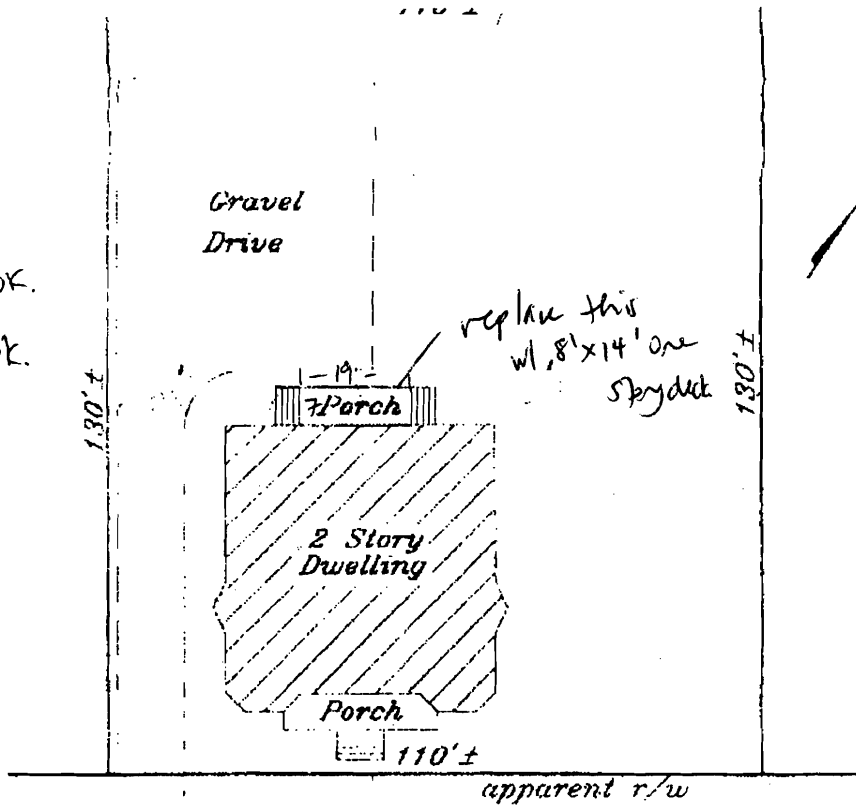 Gravel
Drive
ok.
replace this
w/ 8'x14' One
story deck
130'±
130'±
19
7
Porch
2 Story
Dwelling
Porch
110'±
apparent r/w